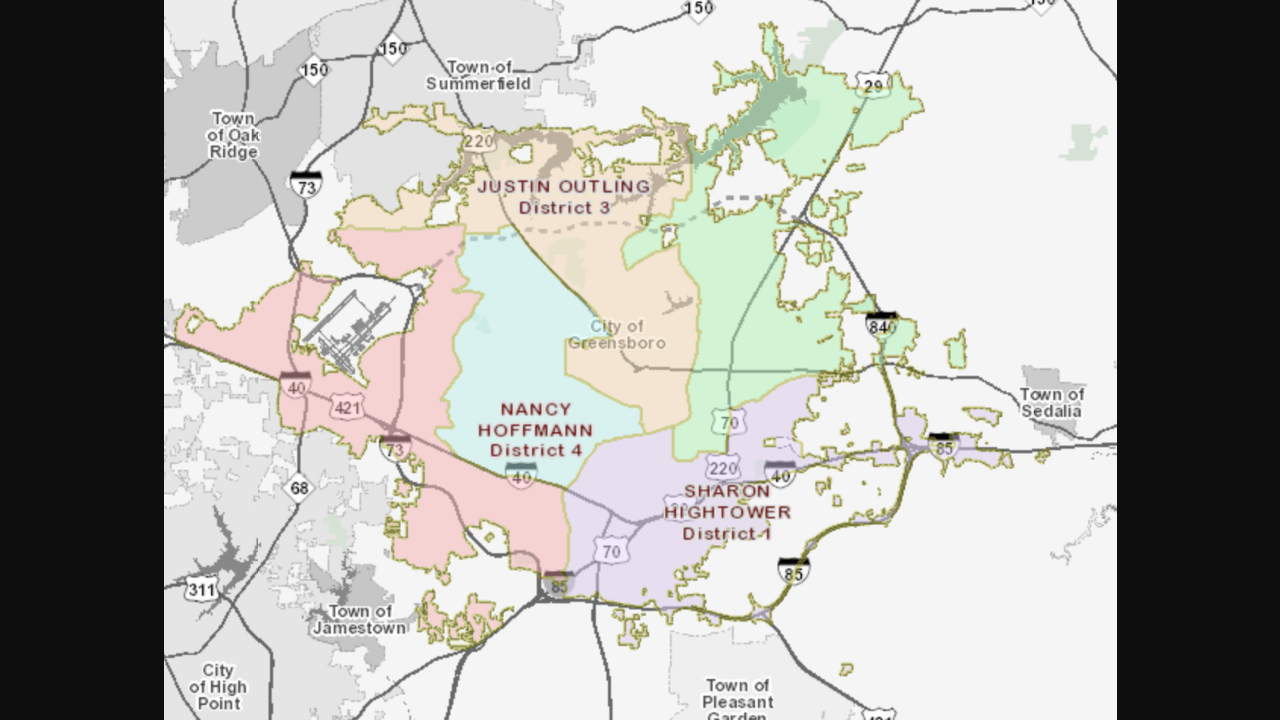 150
150
150
150
Town of
Summerfield
29
Town
of Oak
Ridge
220
73
JUSTIN OUTLING
District 3
City of
Greensboro
840
40
421
Town of
Sedalia
NANCY
HOFFMANN
District 4
70
73
85
220
40
40
68
SHARON
HIGHTOWER
District 1
70
85
85
311
Town of
Jamestown
City
of High
Point
Town of
Pleasant
Garden